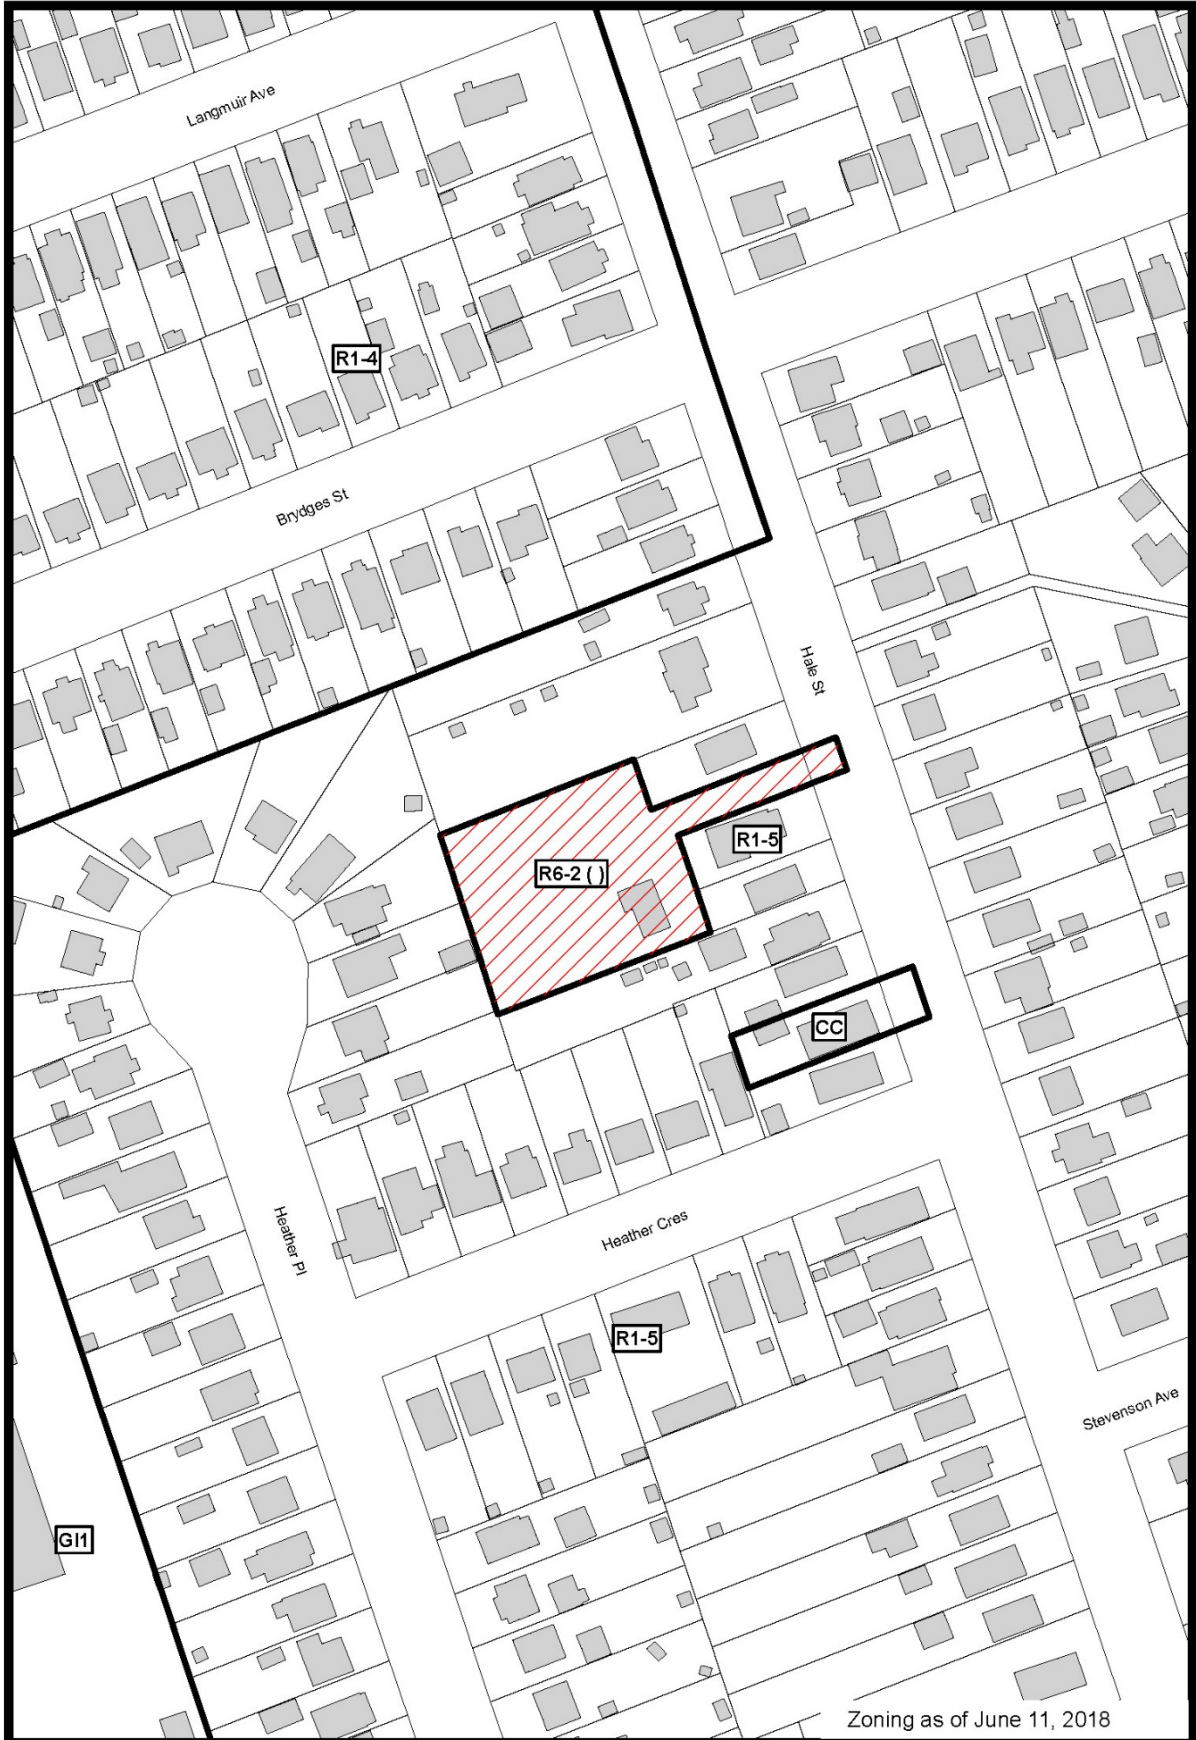 Langmuir Ave
R1-4
Brydges St
Hale St
R1-5
R6-2 ( )
CC
Heather Pl
Heather Cres
R1-5
Stevenson Ave
GI1
Zoning as of June 11, 2018